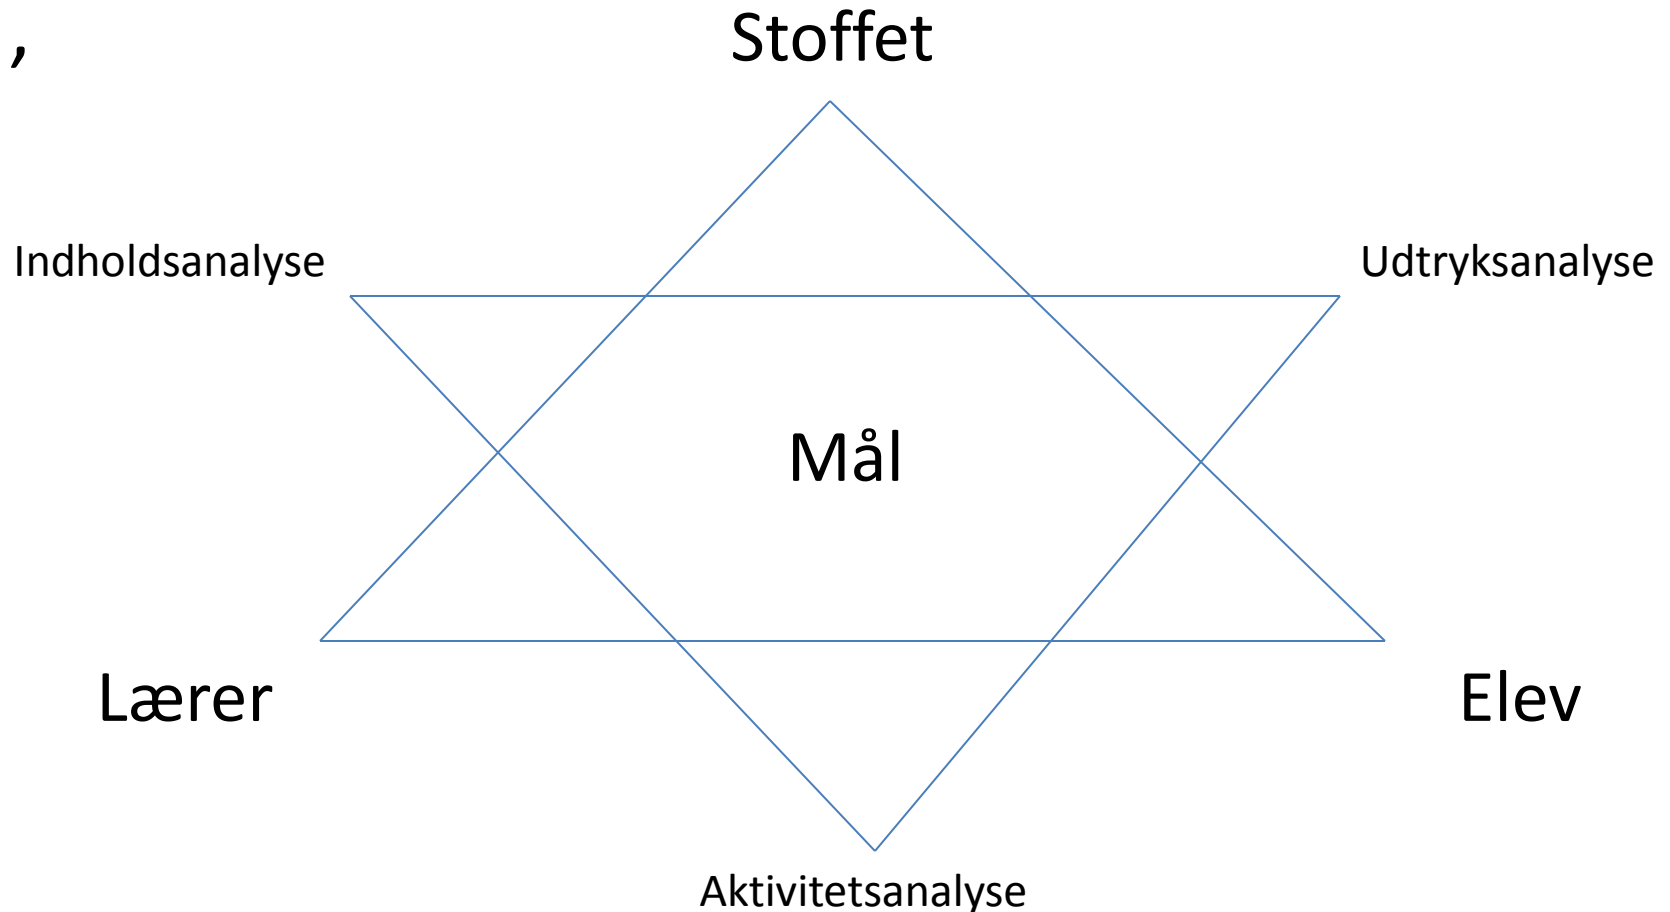 ,
Stoffet
Indholdsanalyse
Udtryksanalyse
Mål
Lærer
Elev
Aktivitetsanalyse